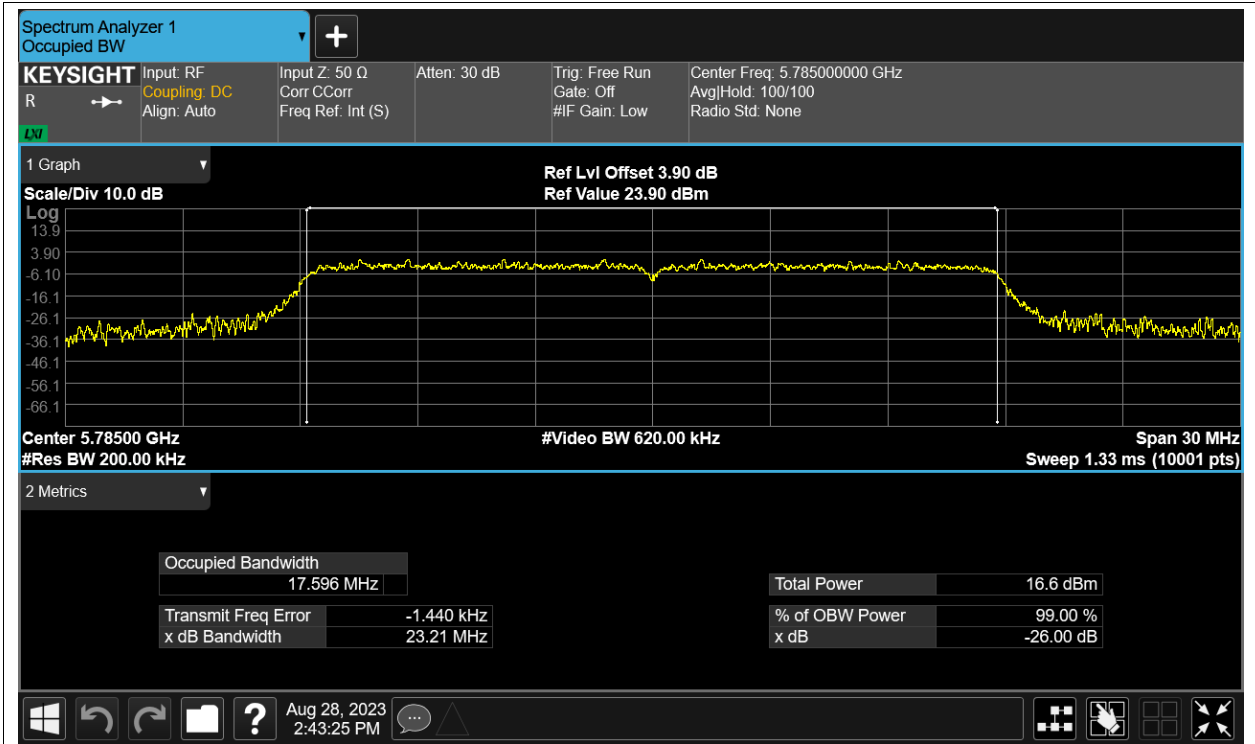 Spectrum Analyzer 1
Occupied BW
KEYSIGHT Input: RF Input Z: 50 Ω Atten: 30 dB Trig: Free Run Center Freq: 5.785000000 GHz
R Coupling: DC Corr CCorr Gate: Off Avg|Hold: 100/100
Align: Auto Freq Ref: Int (S) #IF Gain: Low Radio Std: None
LXI
1 Graph
Ref Lvl Offset 3.90 dB
Scale/Div 10.0 dB Ref Value 23.90 dBm
Log
13.9
3.90
-6.10
-16.1
-26.1
-36.1
-46.1
-56.1
-66.1
Center 5.78500 GHz #Video BW 620.00 kHz Span 30 MHz
#Res BW 200.00 kHz Sweep 1.33 ms (10001 pts)
2 Metrics
Occupied Bandwidth
17.596 MHz Total Power 16.6 dBm
Transmit Freq Error -1.440 kHz % of OBW Power 99.00 %
x dB Bandwidth 23.21 MHz x dB -26.00 dB
Aug 28, 2023
2:43:25 PM